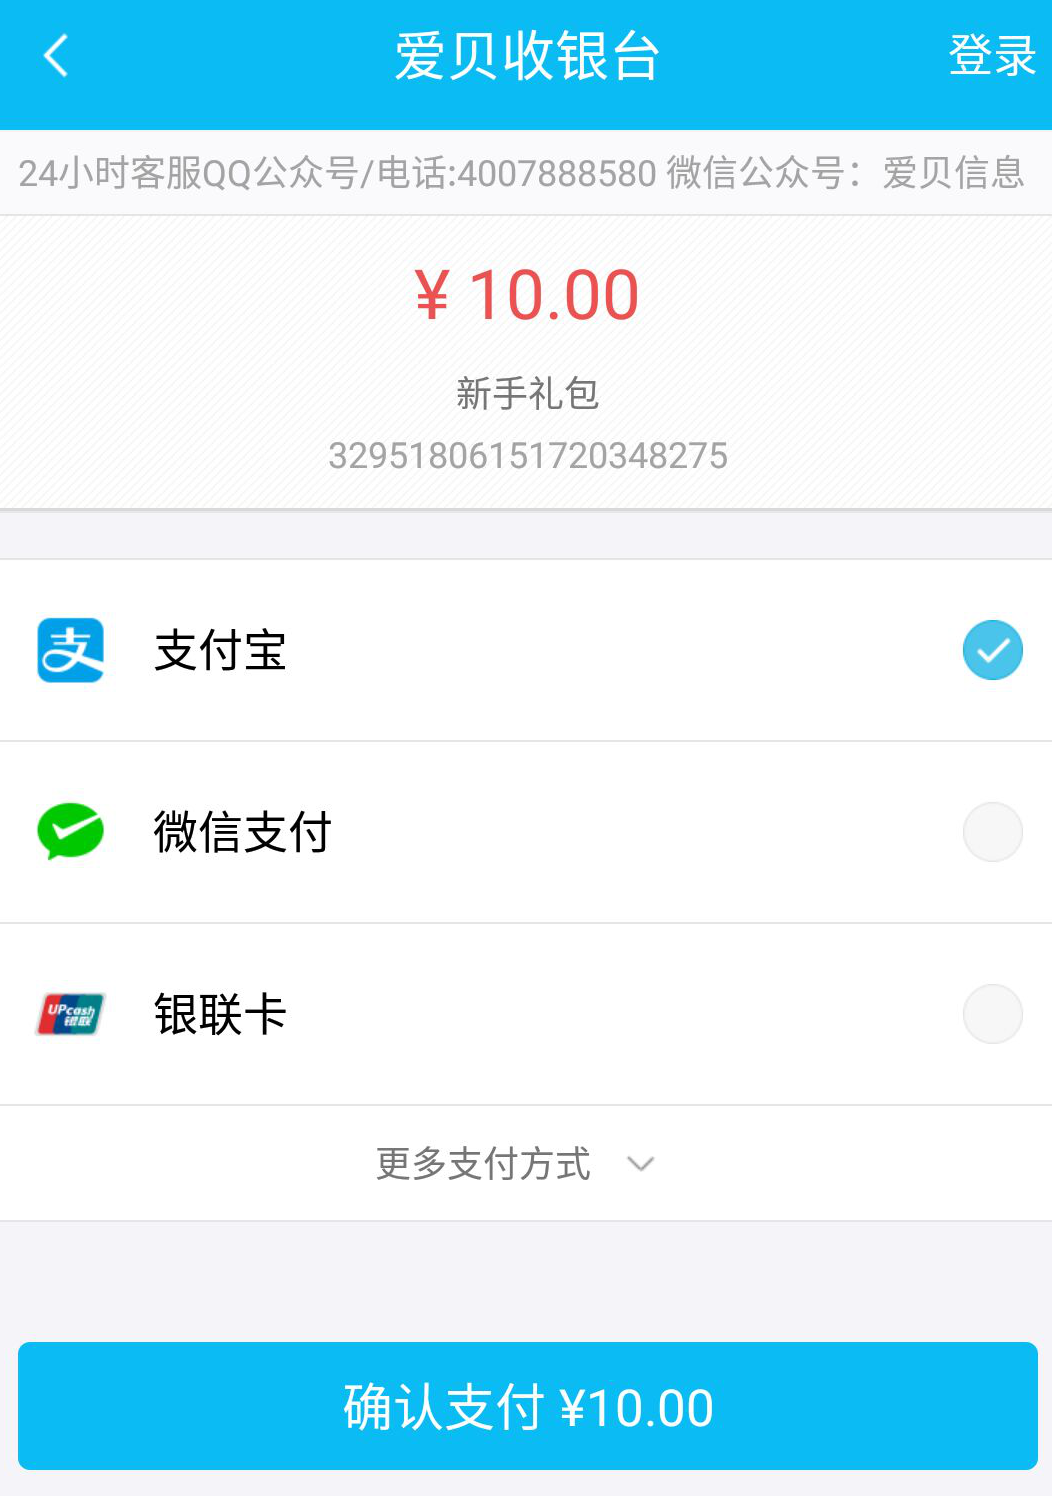 爱贝收银台
登录
24小时客服QQ公众号/电话:4007888580 微信公众号：爱贝信息
¥ 10.00
新手礼包
32951806151720348275
支
支付宝
微信支付
UPcash
银联
银联卡
更多支付方式
确认支付 ¥10.00